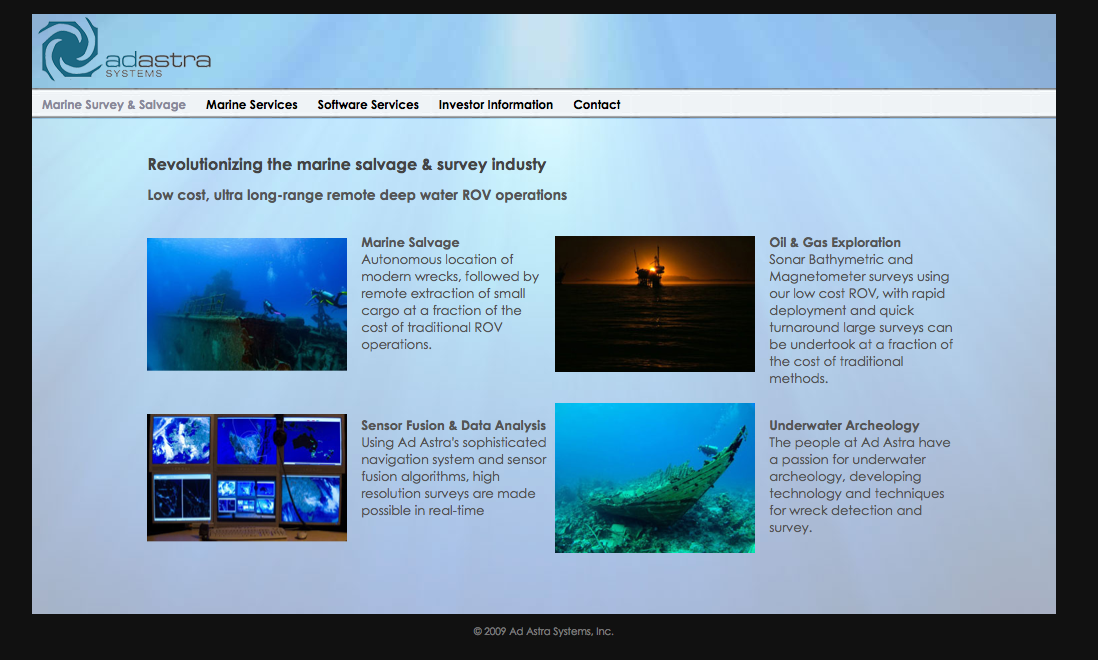 adastra
SYSTEMS
Marine Survey & Salvage Marine Services Software Services Investor Information Contact
Revolutionizing the marine salvage & survey industy
Low cost, ultra long-range remote deep water ROV operations
Marine Salvage
Autonomous location of
modern wrecks, followed by
remote extraction of small
cargo at a fraction of the
cost of traditional ROV
operations.
Oil & Gas Exploration
Sonar Bathymetric and
Magnetometer surveys using
our low cost ROV, with rapid
deployment and quick
turnaround large surveys can
be undertook at a fraction of
the cost of traditional
methods.
Sensor Fusion & Data Analysis
Using Ad Astra's sophisticated
navigation system and sensor
fusion algorithms, high
resolution surveys are made
possible in real-time
Underwater Archeology
The people at Ad Astra have
a passion for underwater
archeology, developing
technology and techniques
for wreck detection and
survey.
© 2009 Ad Astra Systems, Inc.